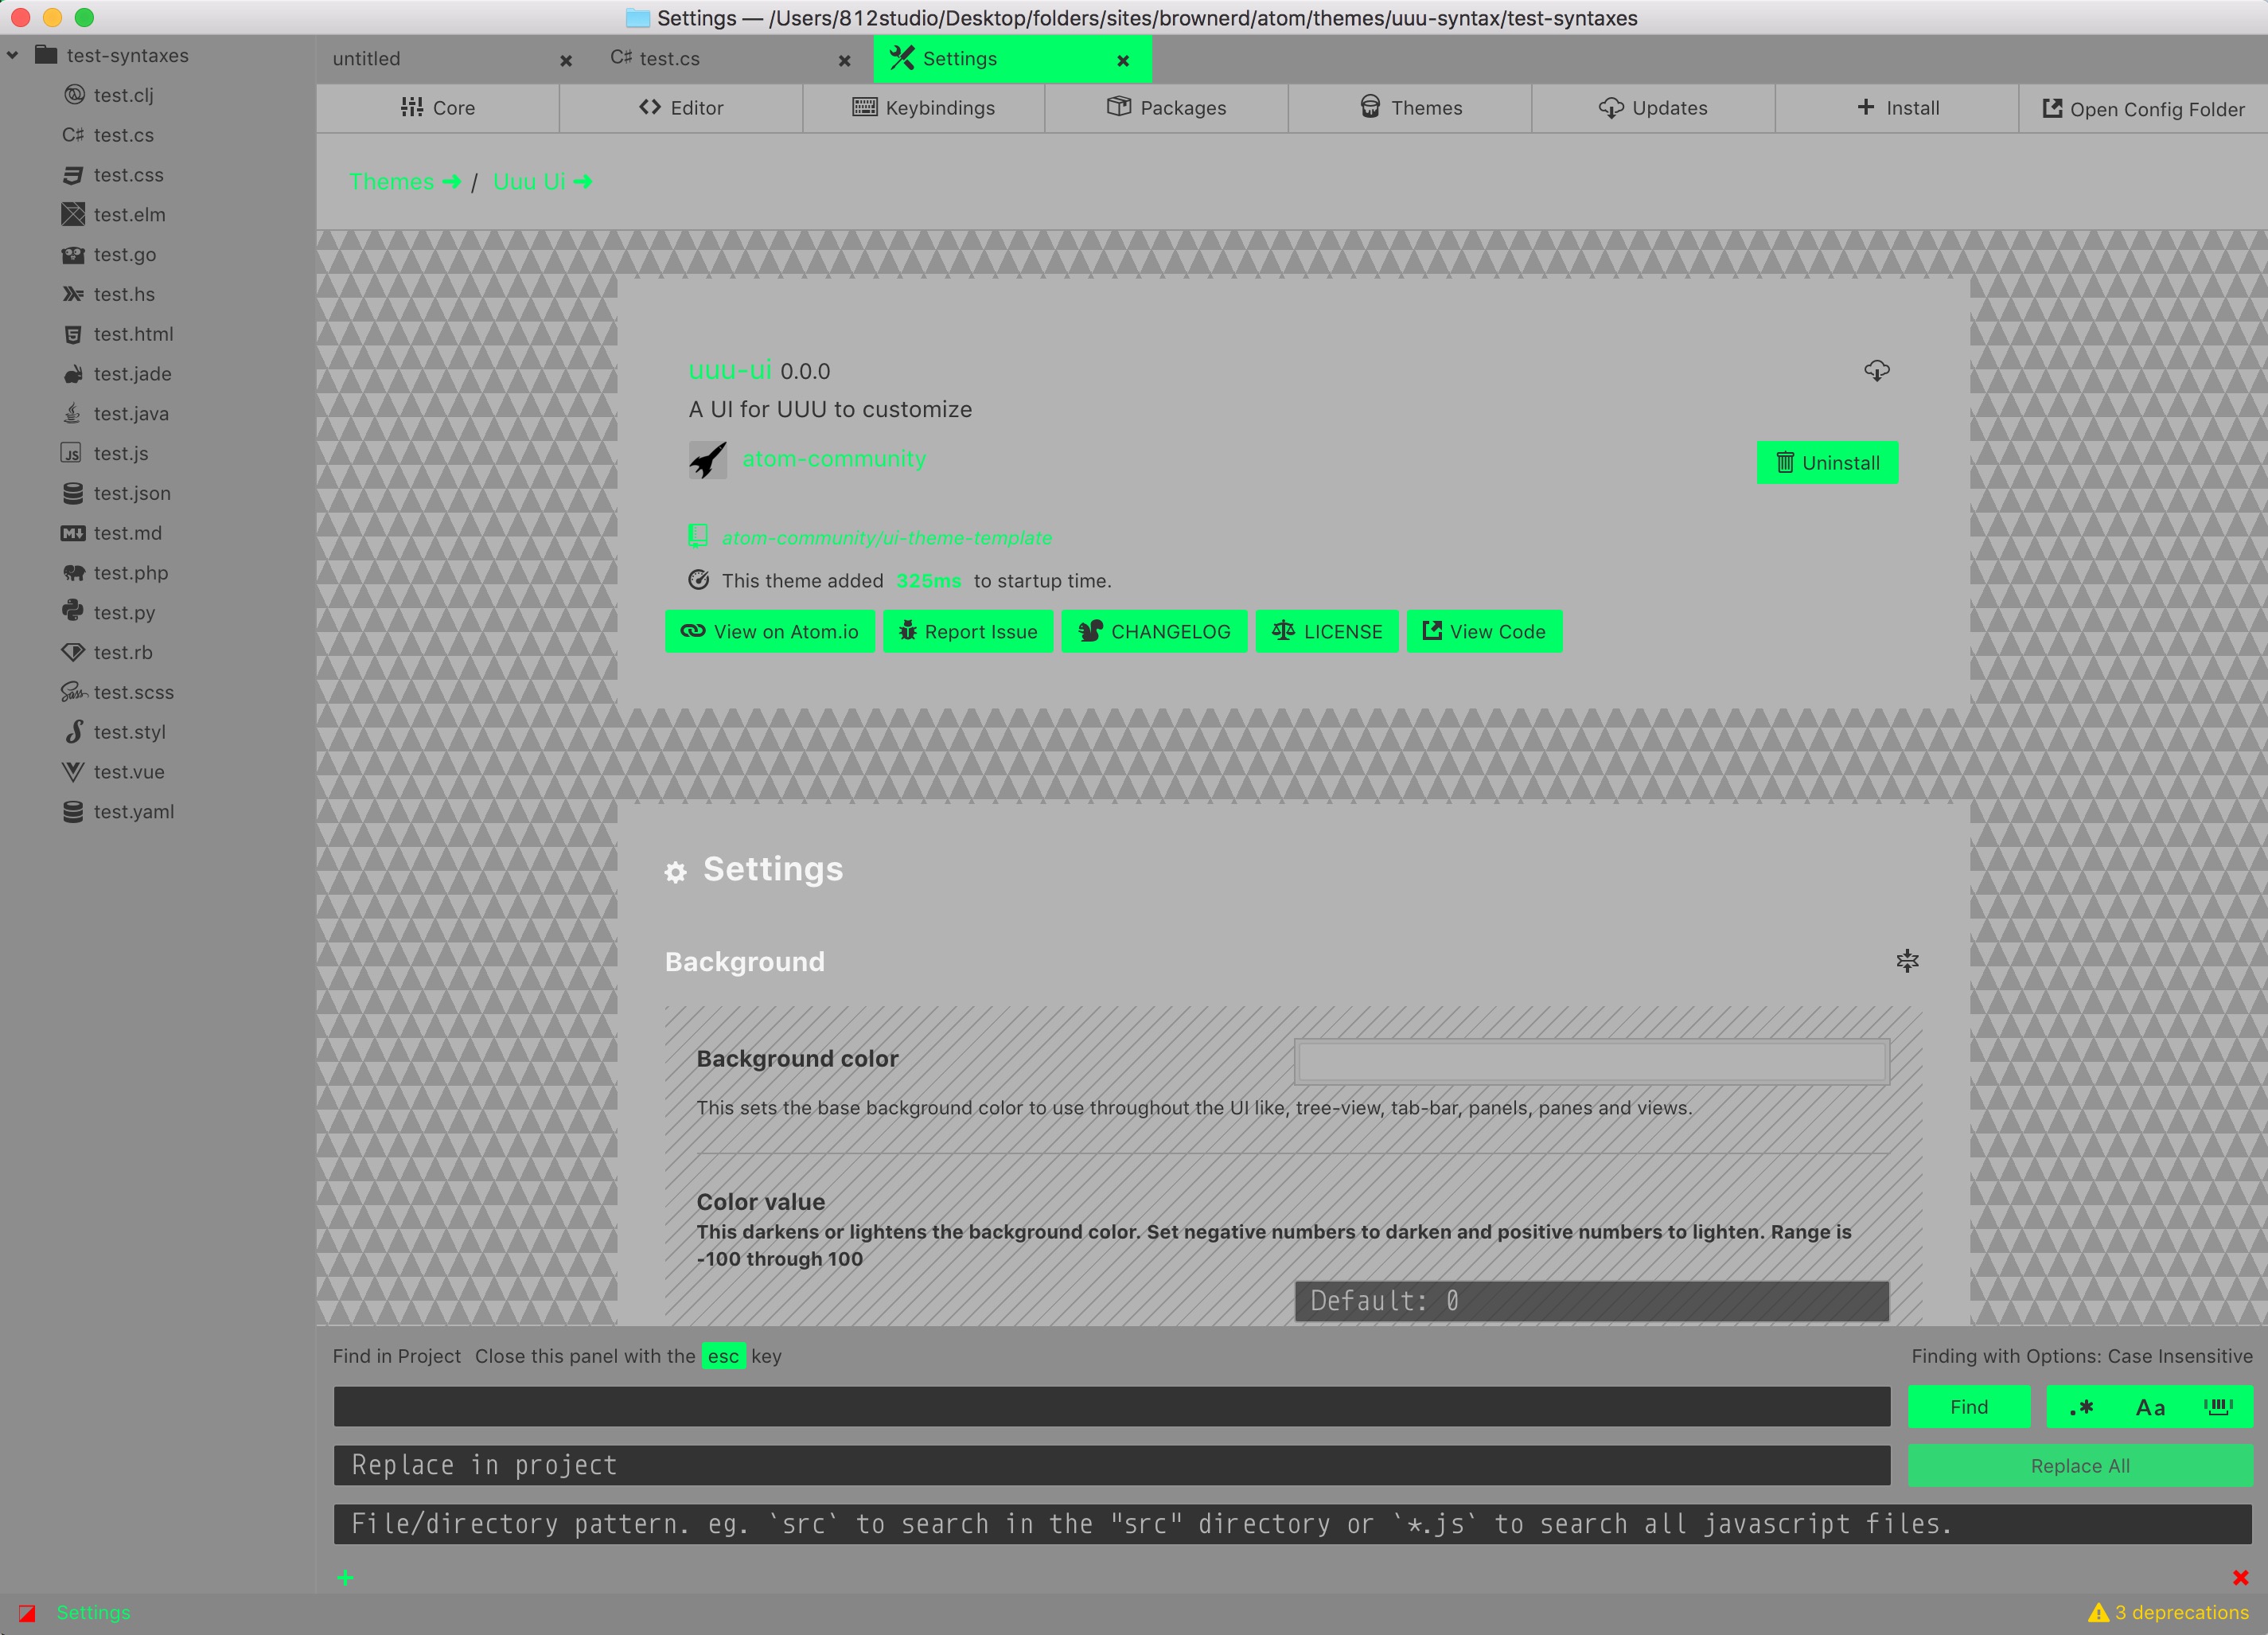 Settings — /Users/812studio/Desktop/folders/sites/brownerd/atom/themes/uuu-syntax/test-syntaxes
test-syntaxes
test.clj
C# test.cs
test.css
test.elm
test.go
test.hs
test.html
test.jade
test.java
JS test.js
test.json
M test.md
test.php
test.py
test.rb
Sass test.scss
test.styl
test.vue
test.yaml
untitled
C# test.cs
Settings
Core
Editor
Keybindings
Packages
Themes
Updates
Install
Open Config Folder
Themes / Uuu Ui
uuu-ui 0.0.0
A UI for UUU to customize
atom-community
Uninstall
atom-community/ui-theme-template
This theme added 325ms to startup time.
View on Atom.io
Report Issue
CHANGELOG
LICENSE
View Code
Settings
Background
Background color
This sets the base background color to use throughout the UI like, tree-view, tab-bar, panels, panes and views.
Color value
This darkens or lightens the background color. Set negative numbers to darken and positive numbers to lighten. Range is
-100 through 100
Default: 0
Find in Project Close this panel with the esc key
Finding with Options: Case Insensitive
Find
.* Aa
Replace in project
Replace All
File/directory pattern. eg. `src` to search in the "src" directory or `*.js` to search all javascript files.
+
Settings
3 deprecations